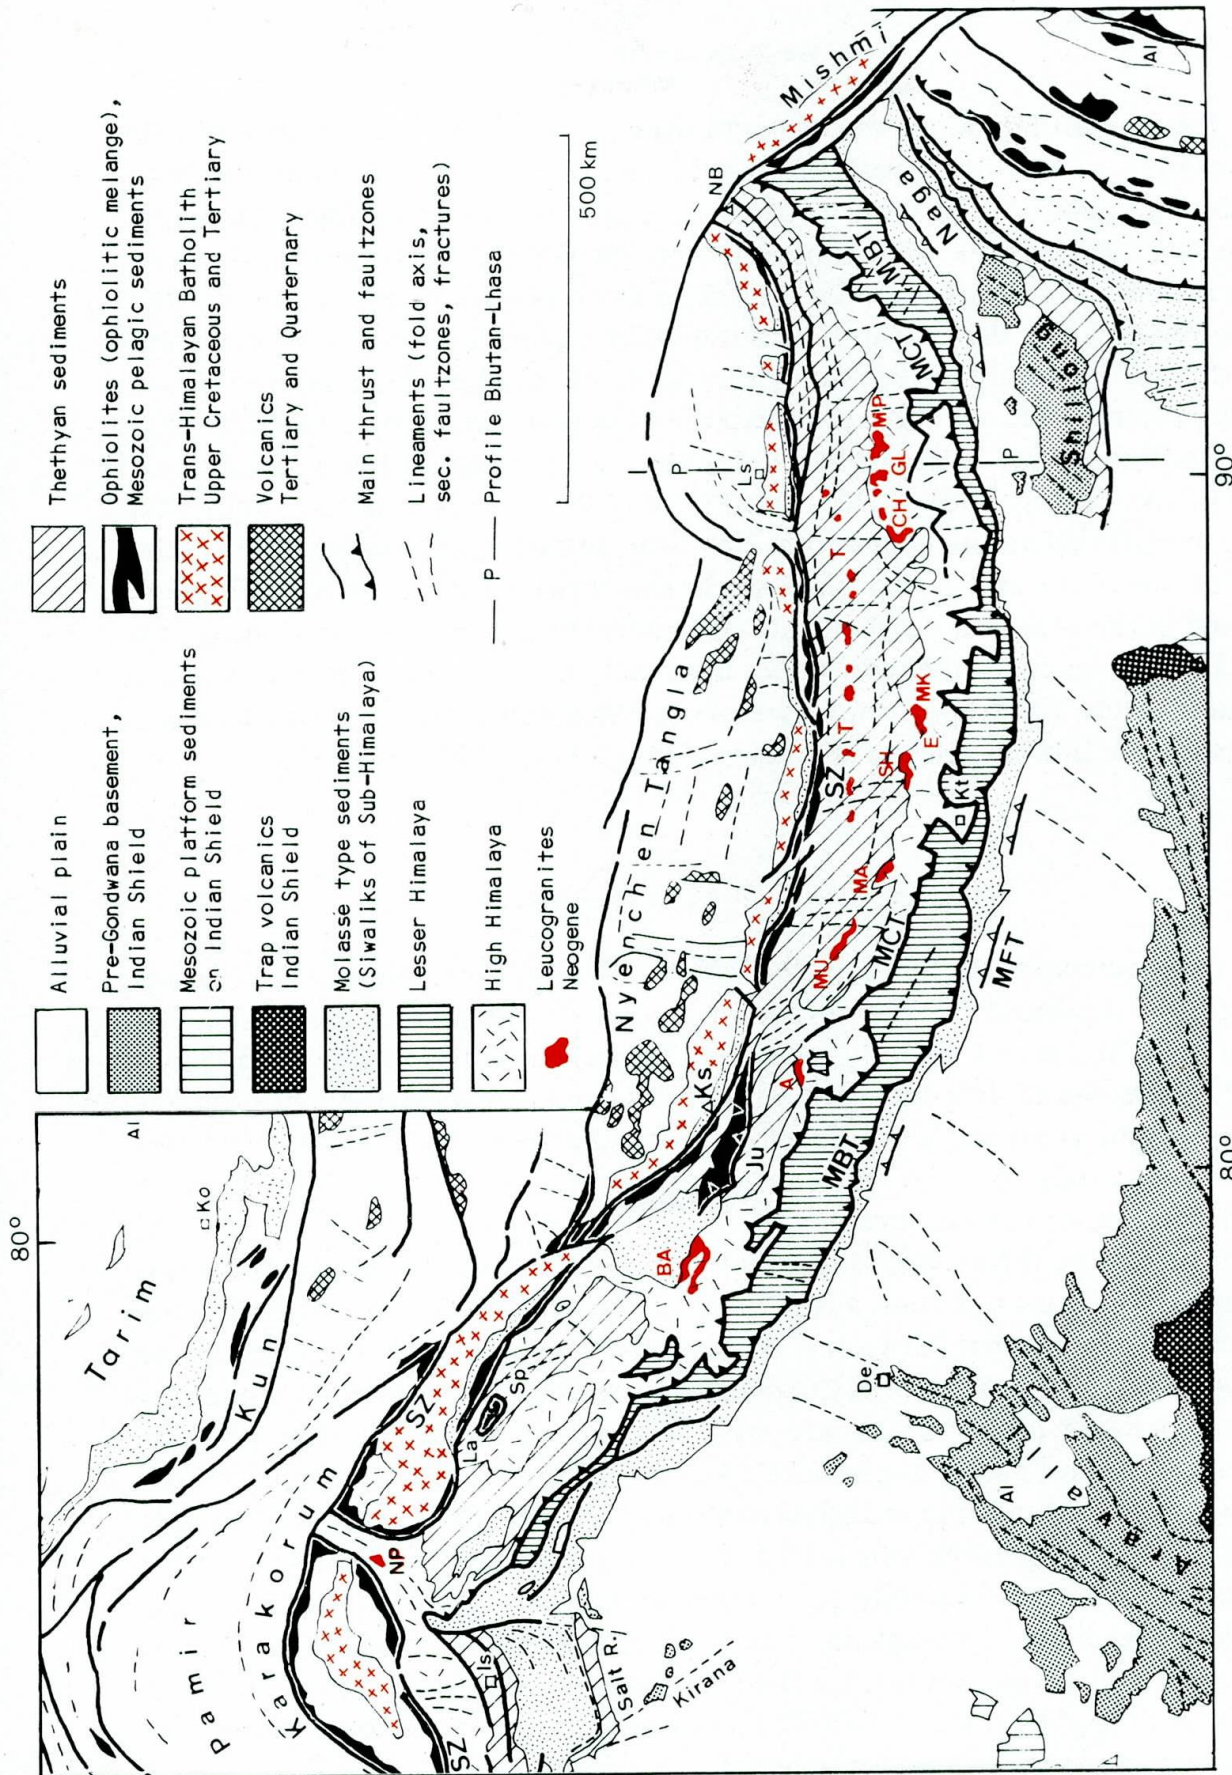 Alluvial plain
Pre-Gondwana basement,
Indian Shield
Mesozoic platform sediments
on Indian Shield
Trap volcanics
Indian Shield
Molasse type sediments
(Siwaliks of Sub-Himalaya)
Lesser Himalaya
High Himalaya
Leucogranites
Neogene
Thethyan sediments
Ophiolites (ophiolitic melange),
Mesozoic pelagic sediments
Trans-Himalayan Batholith
Upper Cretaceous and Tertiary
Volcanics
Tertiary and Quaternary
Main thrust and faultzones
Lineaments (fold axis,
sec. faultzones, fractures)
P
Profile Bhutan-Lhasa
500 km
80°
Tarim
Al
Ko
Kun
Pamir
Karakorum
SZ
NP
SZ
La
Sp
Is
Salt R.
Kirana
BA
Ju
Ks
Nyenchen Tangla
A
MBT
MU
MCT
MA
MFT
SZ
T
SH
E
MK
Kt
T
CH
GL
MP
P
Ls
MCT
MBT
NB
Mishmi
Naga
Shillong
P
Al
De
Al
Aravalla
80°
90°